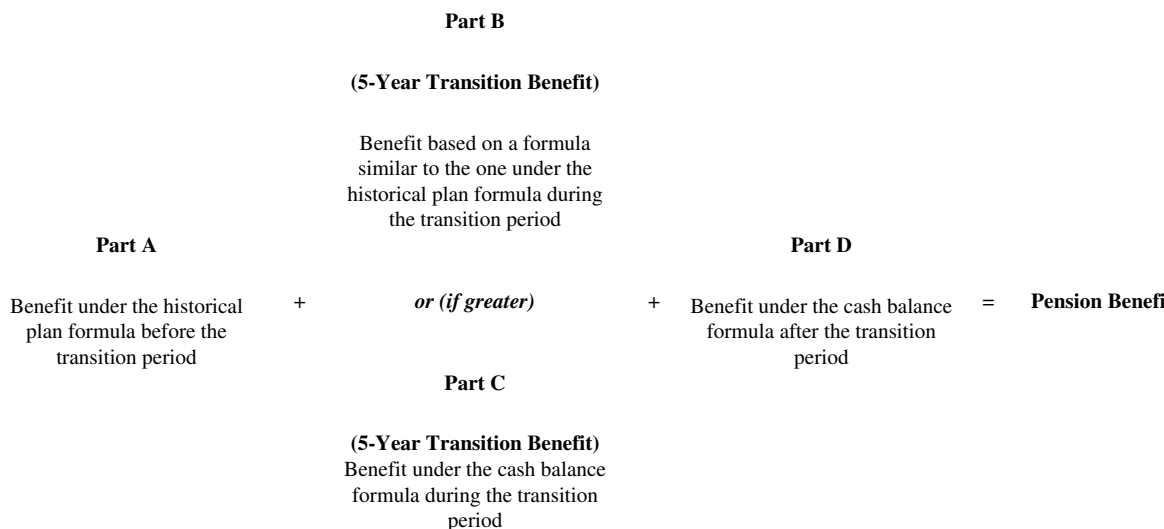 Part B
(5-Year Transition Benefit)
Benefit based on a formula
similar to the one under the
historical plan formula during
the transition period
Part A
Part D
Benefit under the historical
plan formula before the
transition period
+
or (if greater)
+
Benefit under the cash balance
formula after the transition
period
=
Pension Benefi
Part C
(5-Year Transition Benefit)
Benefit under the cash balance
formula during the transition
period